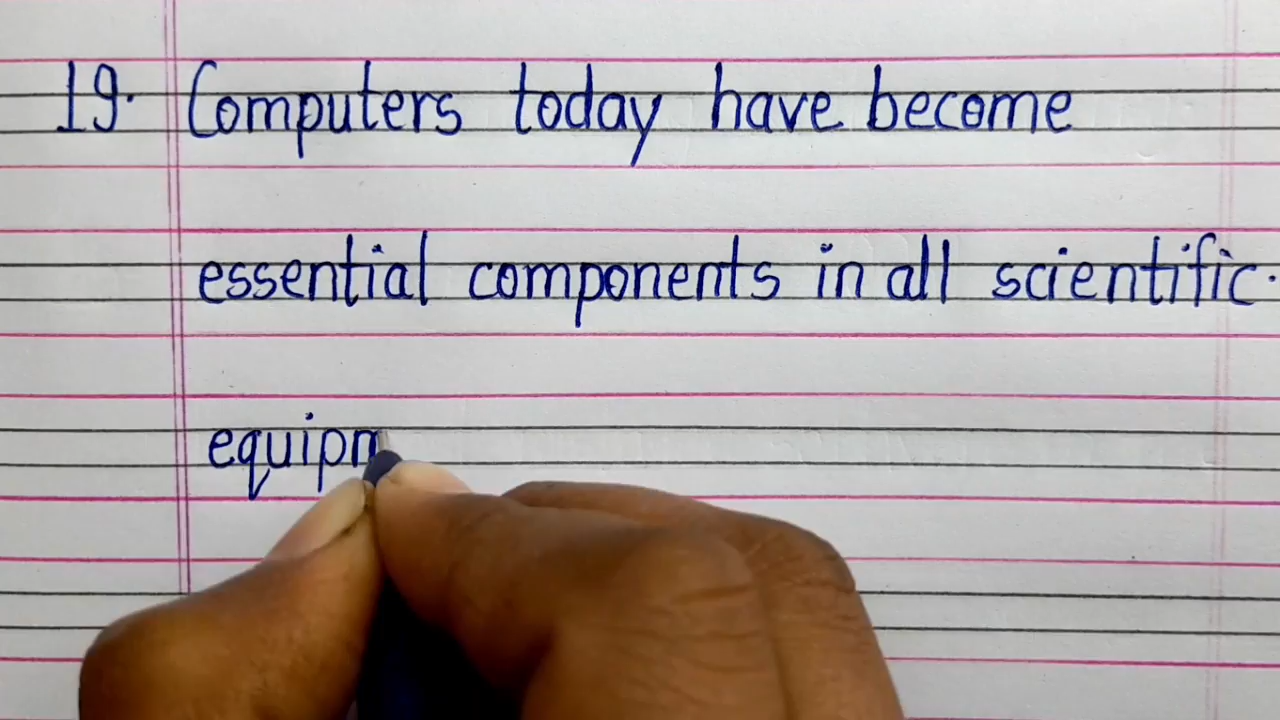 19. Computers today have become
essential components in all scientific.
equipm